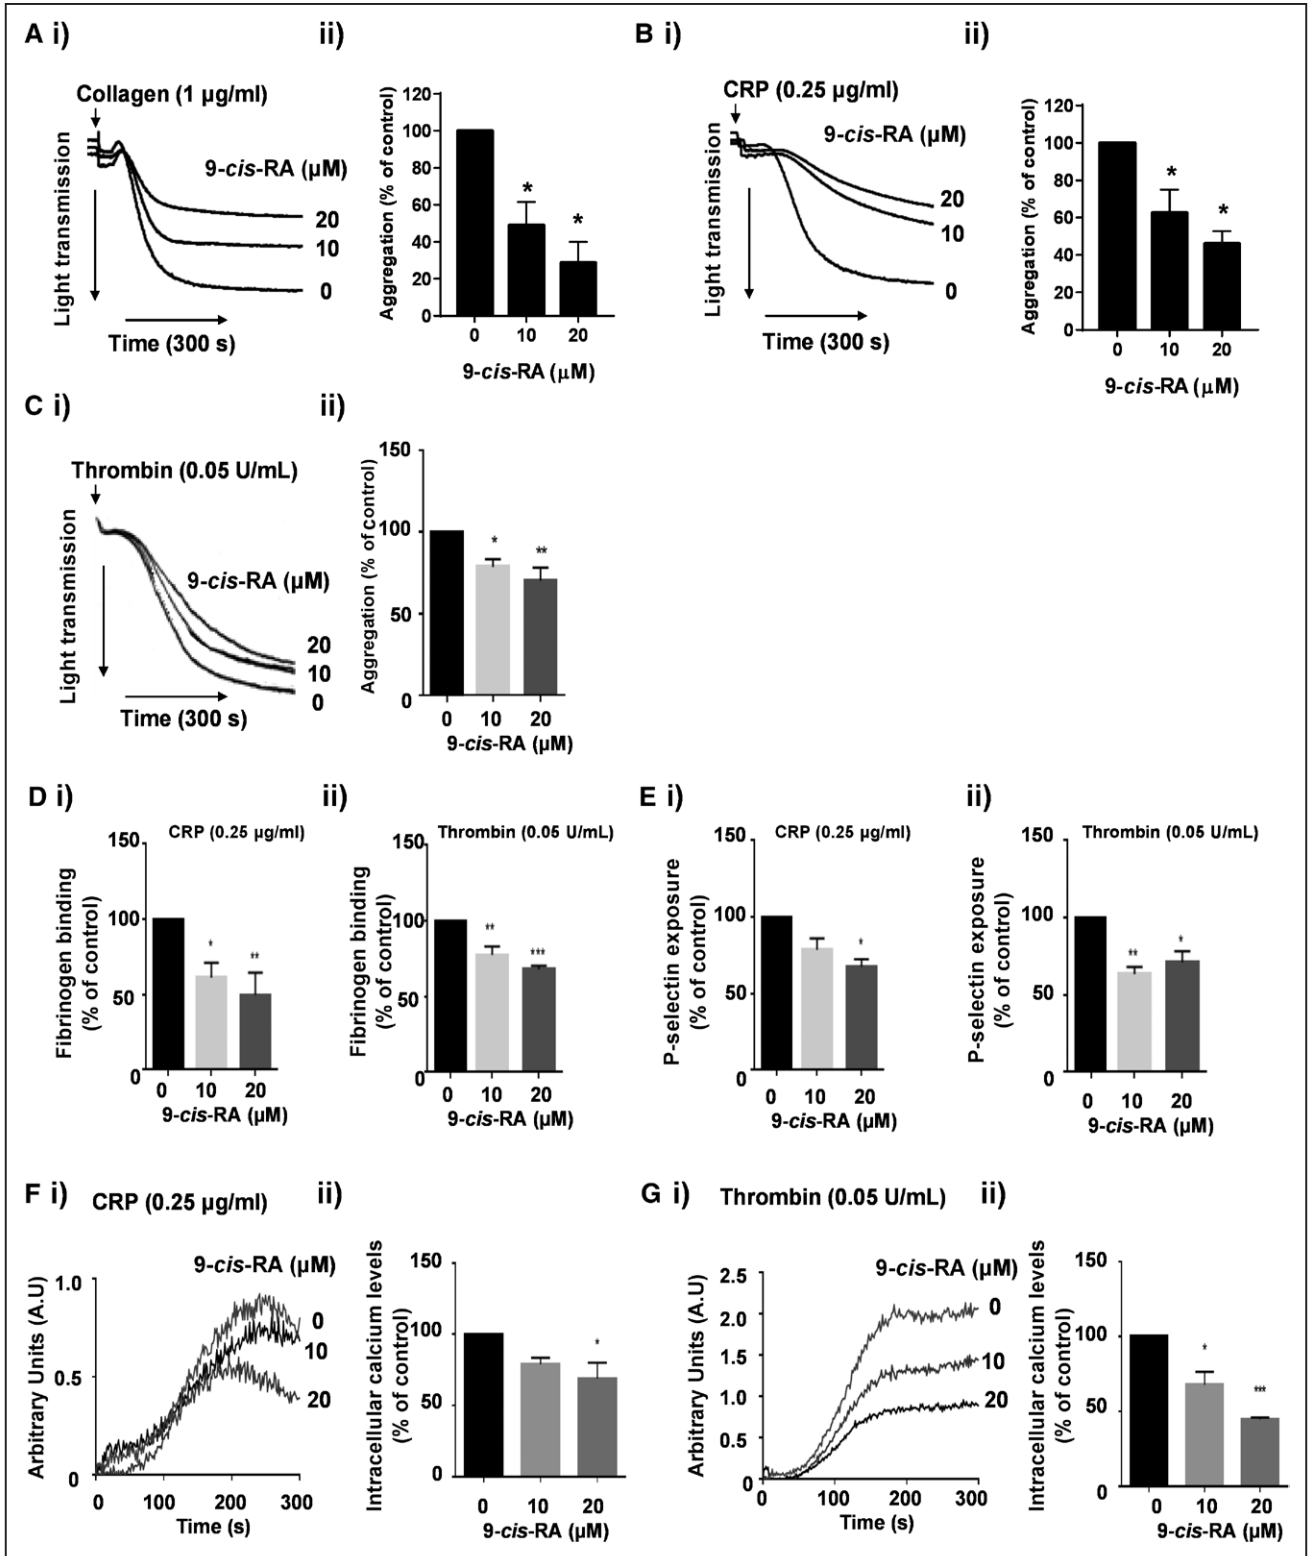 A i)
ii)
B i)
ii)
Collagen (1 µg/ml)
9-cis-RA (µM)
20
10
0
Light transmission
Time (300 s)
Aggregation (% of control)
120
100
80
60
40
20
0
*
*
0 10 20
9-cis-RA (µM)
CRP (0.25 µg/ml)
9-cis-RA (µM)
20
10
0
Light transmission
Time (300 s)
Aggregation (% of control)
120
100
80
60
40
20
0
*
*
0 10 20
9-cis-RA (µM)
C i)
ii)
Thrombin (0.05 U/mL)
9-cis-RA (µM)
20
10
0
Light transmission
Time (300 s)
Aggregation (% of control)
150
100
50
0
*
**
0 10 20
9-cis-RA (µM)
D i)
ii)
E i)
ii)
CRP (0.25 µg/ml)
Fibrinogen binding
(% of control)
150
100
50
0
*
**
0 10 20
9-cis-RA (µM)
Thrombin (0.05 U/mL)
Fibrinogen binding
(% of control)
150
100
50
0
**
***
0 10 20
9-cis-RA (µM)
CRP (0.25 µg/ml)
P-selectin exposure
(% of control)
150
100
50
0
*
0 10 20
9-cis-RA (µM)
Thrombin (0.05 U/mL)
P-selectin exposure
(% of control)
150
100
50
0
**
*
0 10 20
9-cis-RA (µM)
F i)
CRP (0.25 µg/ml)
ii)
G i)
Thrombin (0.05 U/mL)
ii)
9-cis-RA (µM)
0
10
20
Arbitrary Units (A.U)
1.0
0.5
0
0 100 200 300
Time (s)
Intracellular calcium levels
(% of control)
150
100
50
0
*
0 10 20
9-cis-RA (µM)
9-cis-RA (µM)
0
10
20
Arbitrary Units (A.U)
2.5
2.0
1.5
1.0
0.5
0
0 100 200 300
Time (s)
Intracellular calcium levels
(% of control)
150
100
50
0
*
***
0 10 20
9-cis-RA (µM)